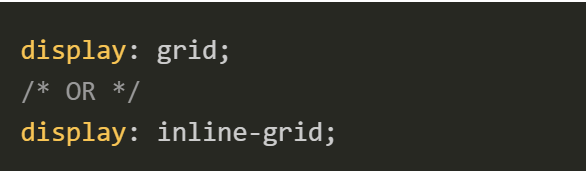 display: grid;
/* OR */
display: inline-grid;